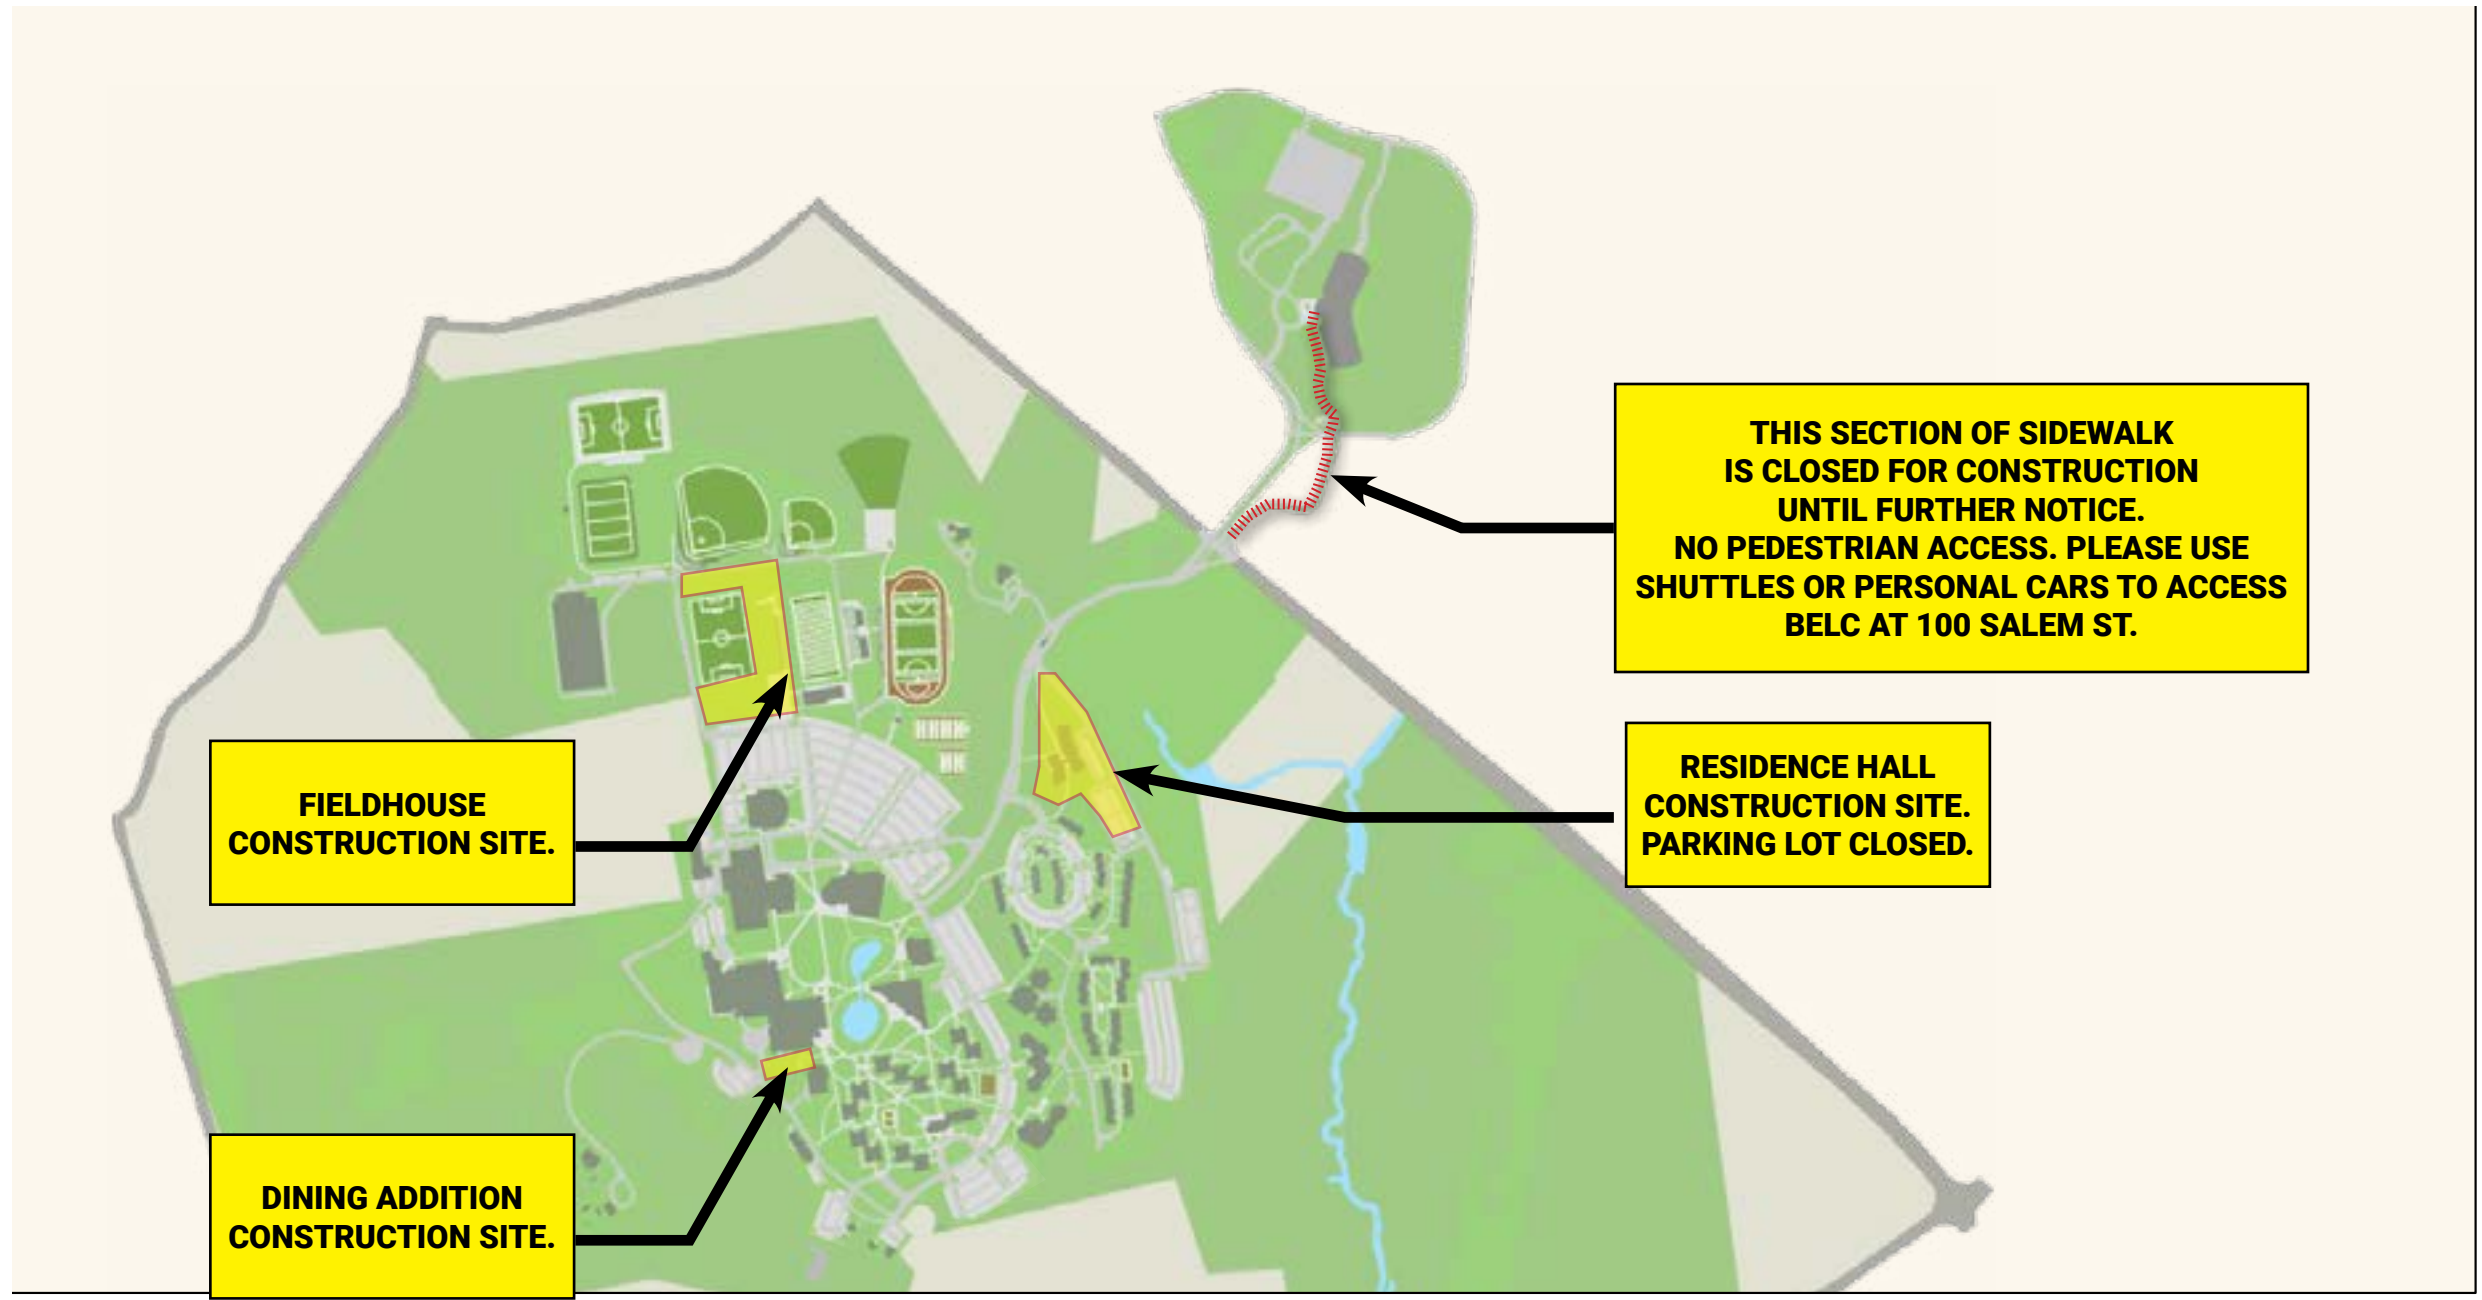 THIS SECTION OF SIDEWALK
IS CLOSED FOR CONSTRUCTION
UNTIL FURTHER NOTICE.
NO PEDESTRIAN ACCESS. PLEASE USE
SHUTTLES OR PERSONAL CARS TO ACCESS
BELC AT 100 SALEM ST.
RESIDENCE HALL
CONSTRUCTION SITE.
PARKING LOT CLOSED.
FIELDHOUSE
CONSTRUCTION SITE.
DINING ADDITION
CONSTRUCTION SITE.